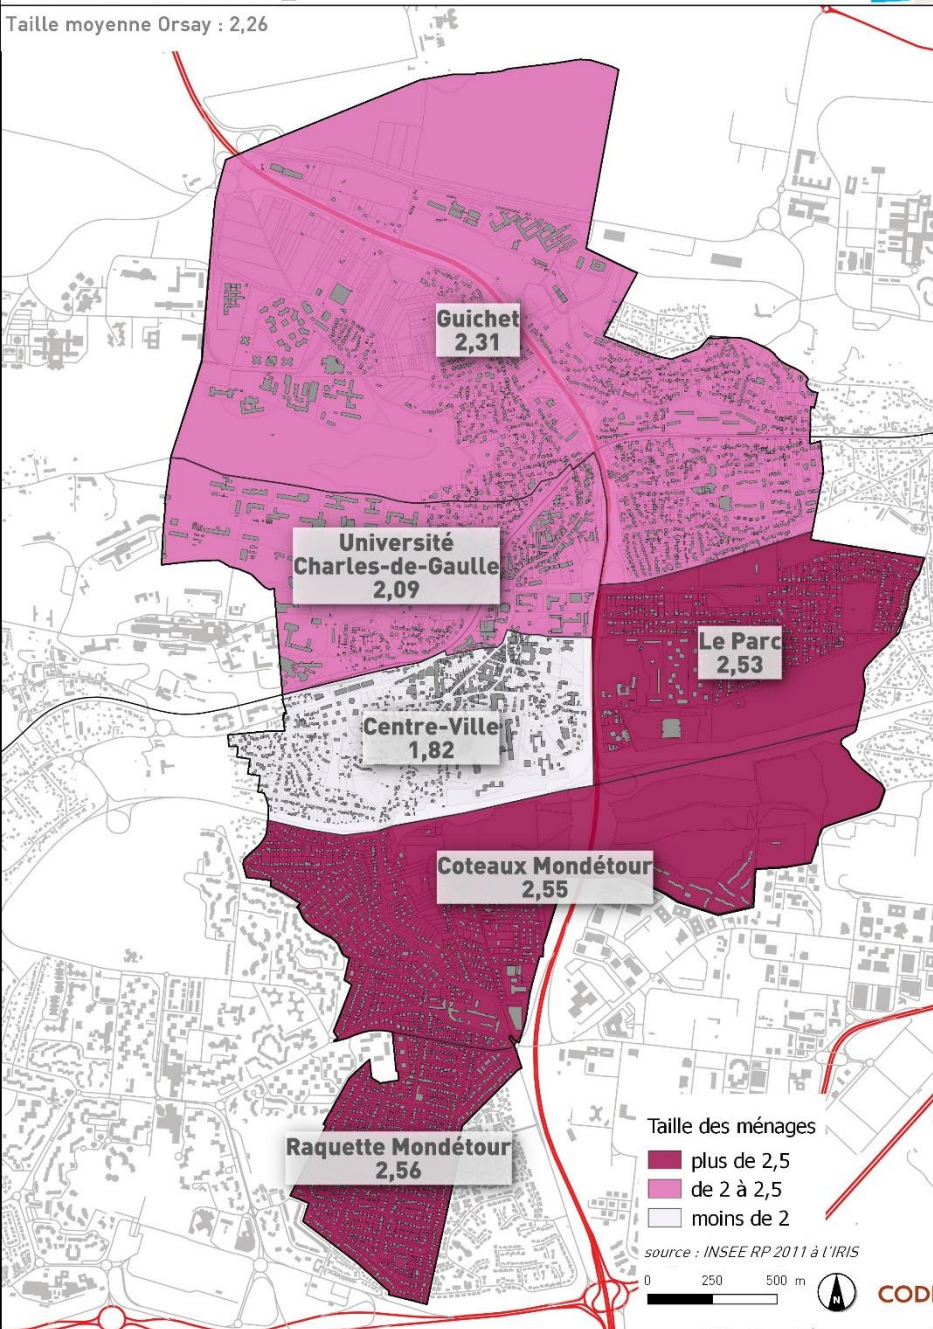 Taille moyenne Orsay : 2,26
Guichet
2,31
Université
Charles-de-Gaulle
2,09
Le Parc
2,53
Centre-Ville
1,82
Coteaux Mondétour
2,55
Raquette Mondétour
2,56
Taille des ménages
plus de 2,5
de 2 à 2,5
moins de 2
source : INSEE RP 2011 à l'IRIS
0 250 500 m
N